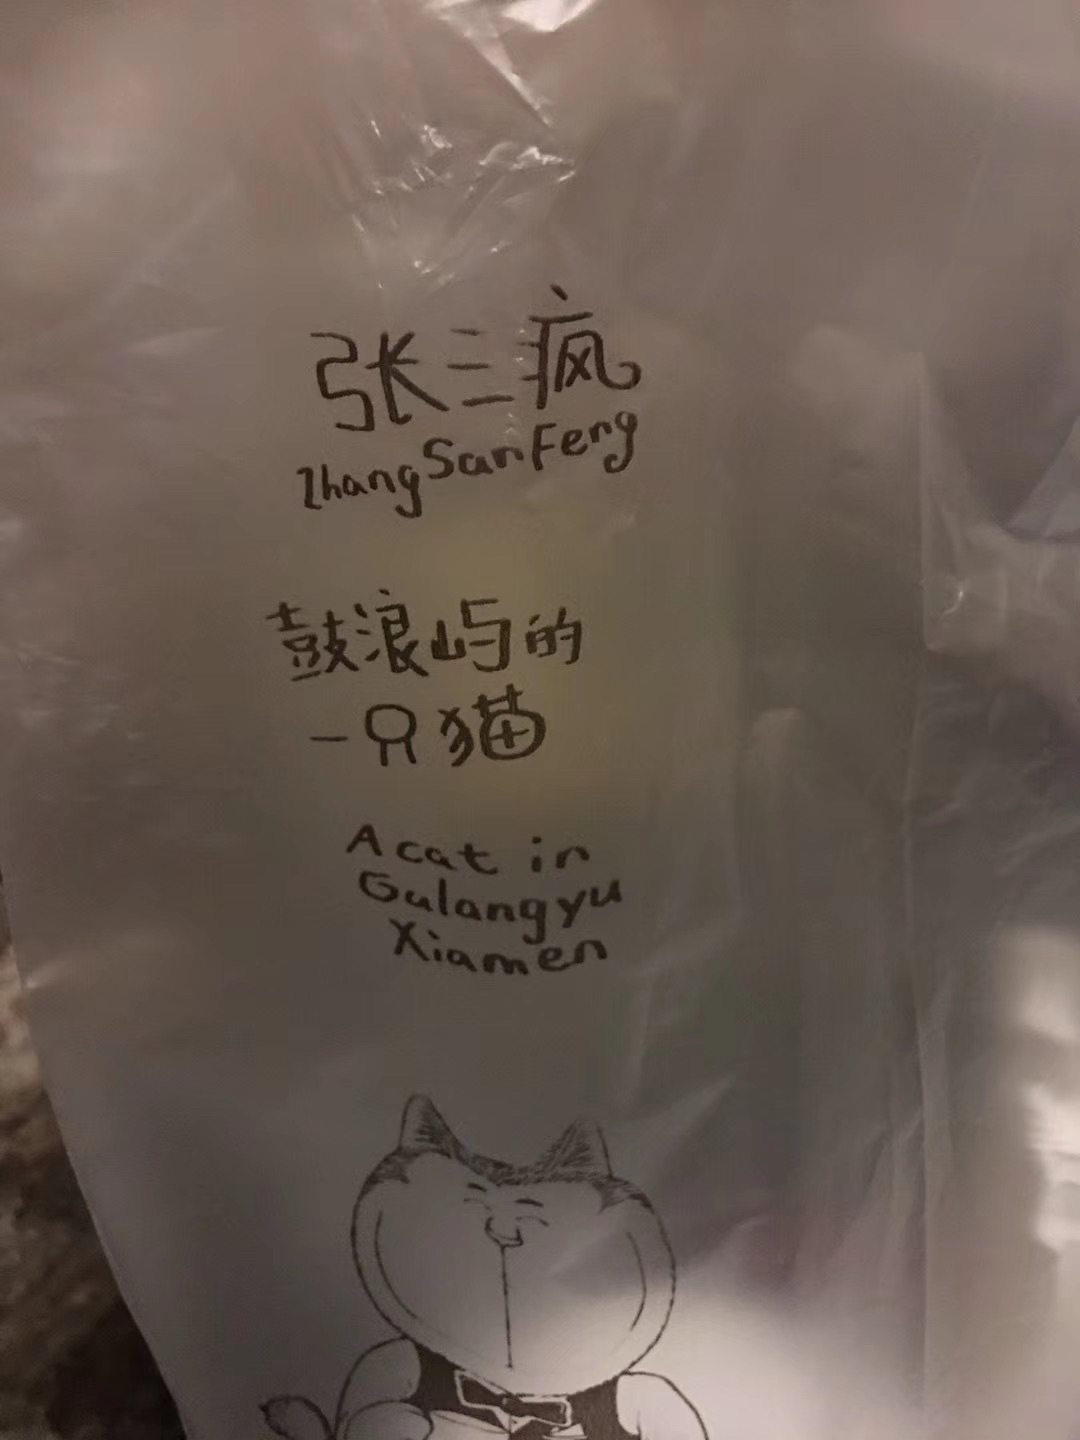 张三疯
ZhangSanFeng
鼓浪屿的
一只猫
A cat in
Gulangyu
Xiamen